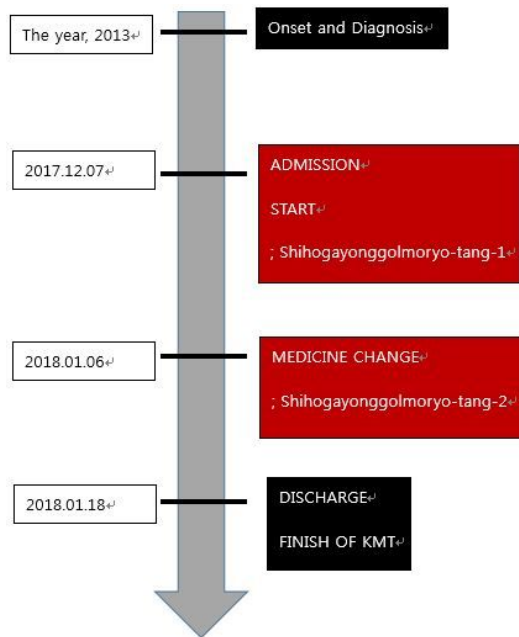 The year, 2013↵
Onset and Diagnosis↵
2017.12.07↵
ADMISSION↵
START↵
; Shihogayonggolmoryo-tang-1↵
2018.01.06↵
MEDICINE CHANGE↵
; Shihogayonggolmoryo-tang-2↵
2018.01.18↵
DISCHARGE↵
FINISH OF KMT↵